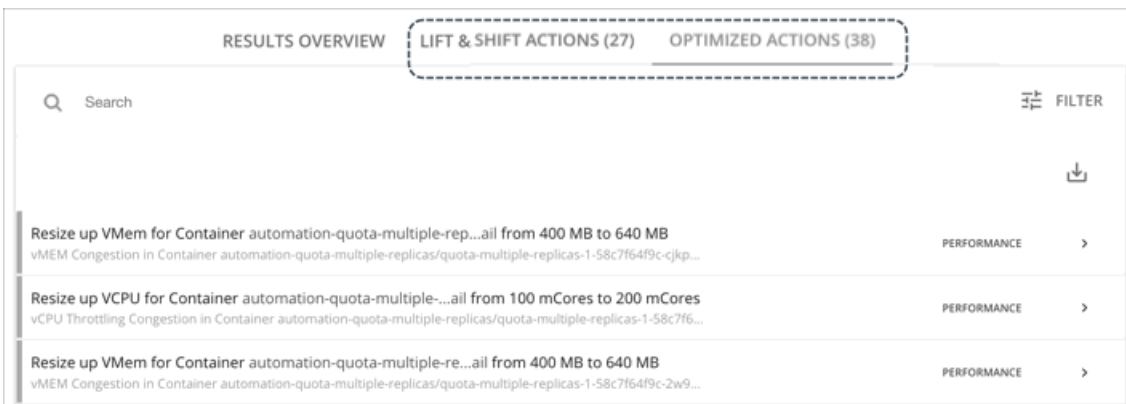 RESULTS OVERVIEW LIFT & SHIFT ACTIONS (27) OPTIMIZED ACTIONS (38)
Search FILTER
Resize up VMem for Container automation-quota-multiple-rep...ail from 400 MB to 640 MB
vMEM Congestion in Container automation-quota-multiple-replicas/quota-multiple-replicas-1-58c7f64f9c-cjkp...
PERFORMANCE
Resize up VCPU for Container automation-quota-multiple-...ail from 100 mCores to 200 mCores
vCPU Throttling Congestion in Container automation-quota-multiple-replicas/quota-multiple-replicas-1-58c7f6...
PERFORMANCE
Resize up VMem for Container automation-quota-multiple-re...ail from 400 MB to 640 MB
vMEM Congestion in Container automation-quota-multiple-replicas/quota-multiple-replicas-1-58c7f64f9c-2w9...
PERFORMANCE